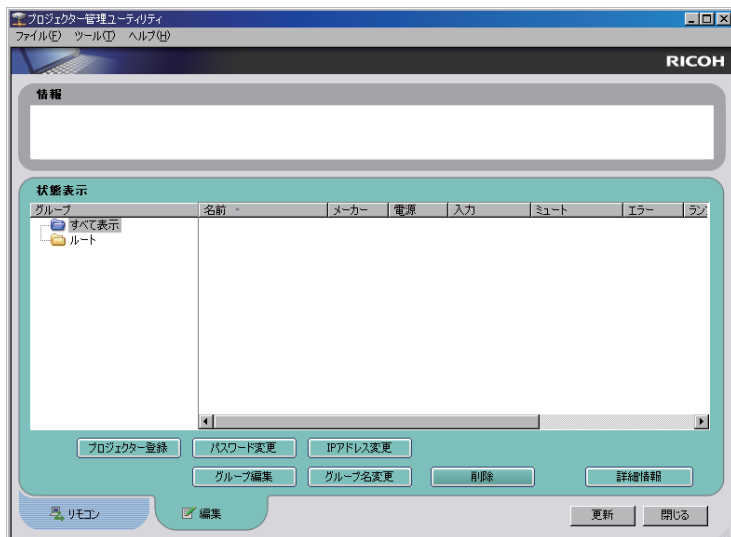 プロジェクター管理ユーティリティ
ファイル(F) ツール(T) ヘルプ(H)
RICOH
情報
状態表示
グループ 名前 メーカー 電源 入力 ミュート エラー ラン
すべて表示
ルート
プロジェクター登録 パスワード変更 IPアドレス変更
グループ編集 グループ名変更 削除 詳細情報
リモコン 編集 更新 閉じる